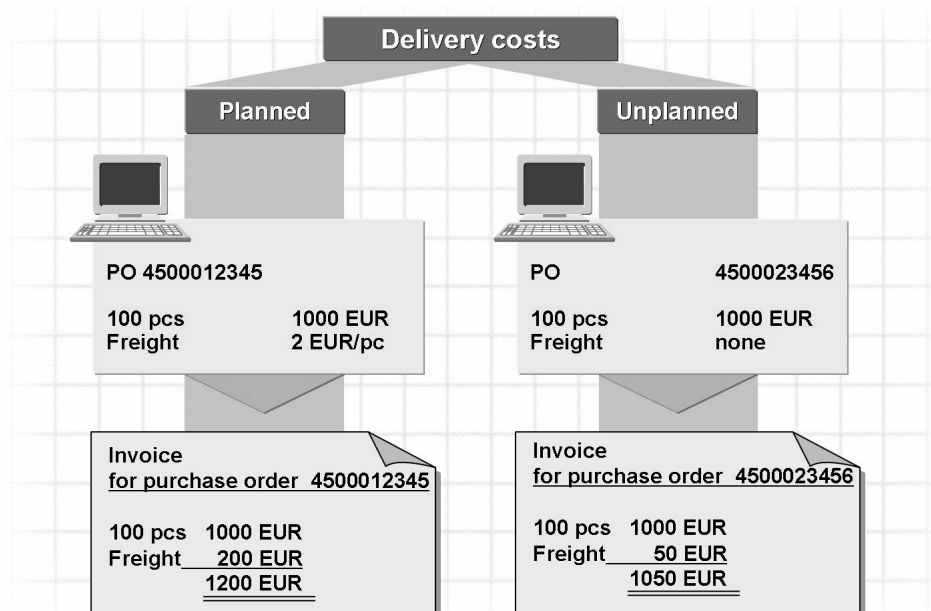 Delivery costs
Planned
Unplanned
PO 4500012345
100 pcs 1000 EUR
Freight 2 EUR/pc
PO 4500023456
100 pcs 1000 EUR
Freight none
Invoice
for purchase order 4500012345
100 pcs 1000 EUR
Freight 200 EUR
1200 EUR
Invoice
for purchase order 4500023456
100 pcs 1000 EUR
Freight 50 EUR
1050 EUR